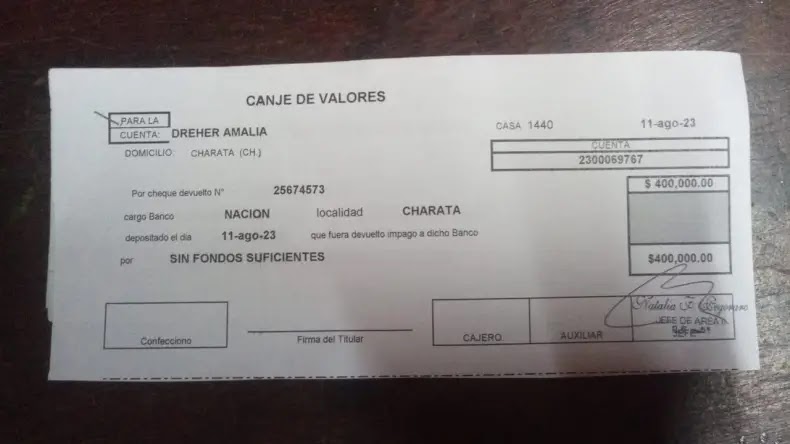 CANJE DE VALORES
PARA LA
CUENTA: DREHER AMALIA
CASA 1440 11-ago-23
DOMICILIO: CHARATA (CH.)
CUENTA
2300069767
Por cheque devuelto N° 25674573
$ 400,000.00
cargo Banco NACION localidad CHARATA
depositado el dia 11-ago-23 que fuera devuelto impago a dicho Banco
por SIN FONDOS SUFICIENTES
$400,000.00
Natalia F. Pegoraro
JEFE DE AREA
Confecciono
Firma del Titular
CAJERO
AUXILIAR
JEFE